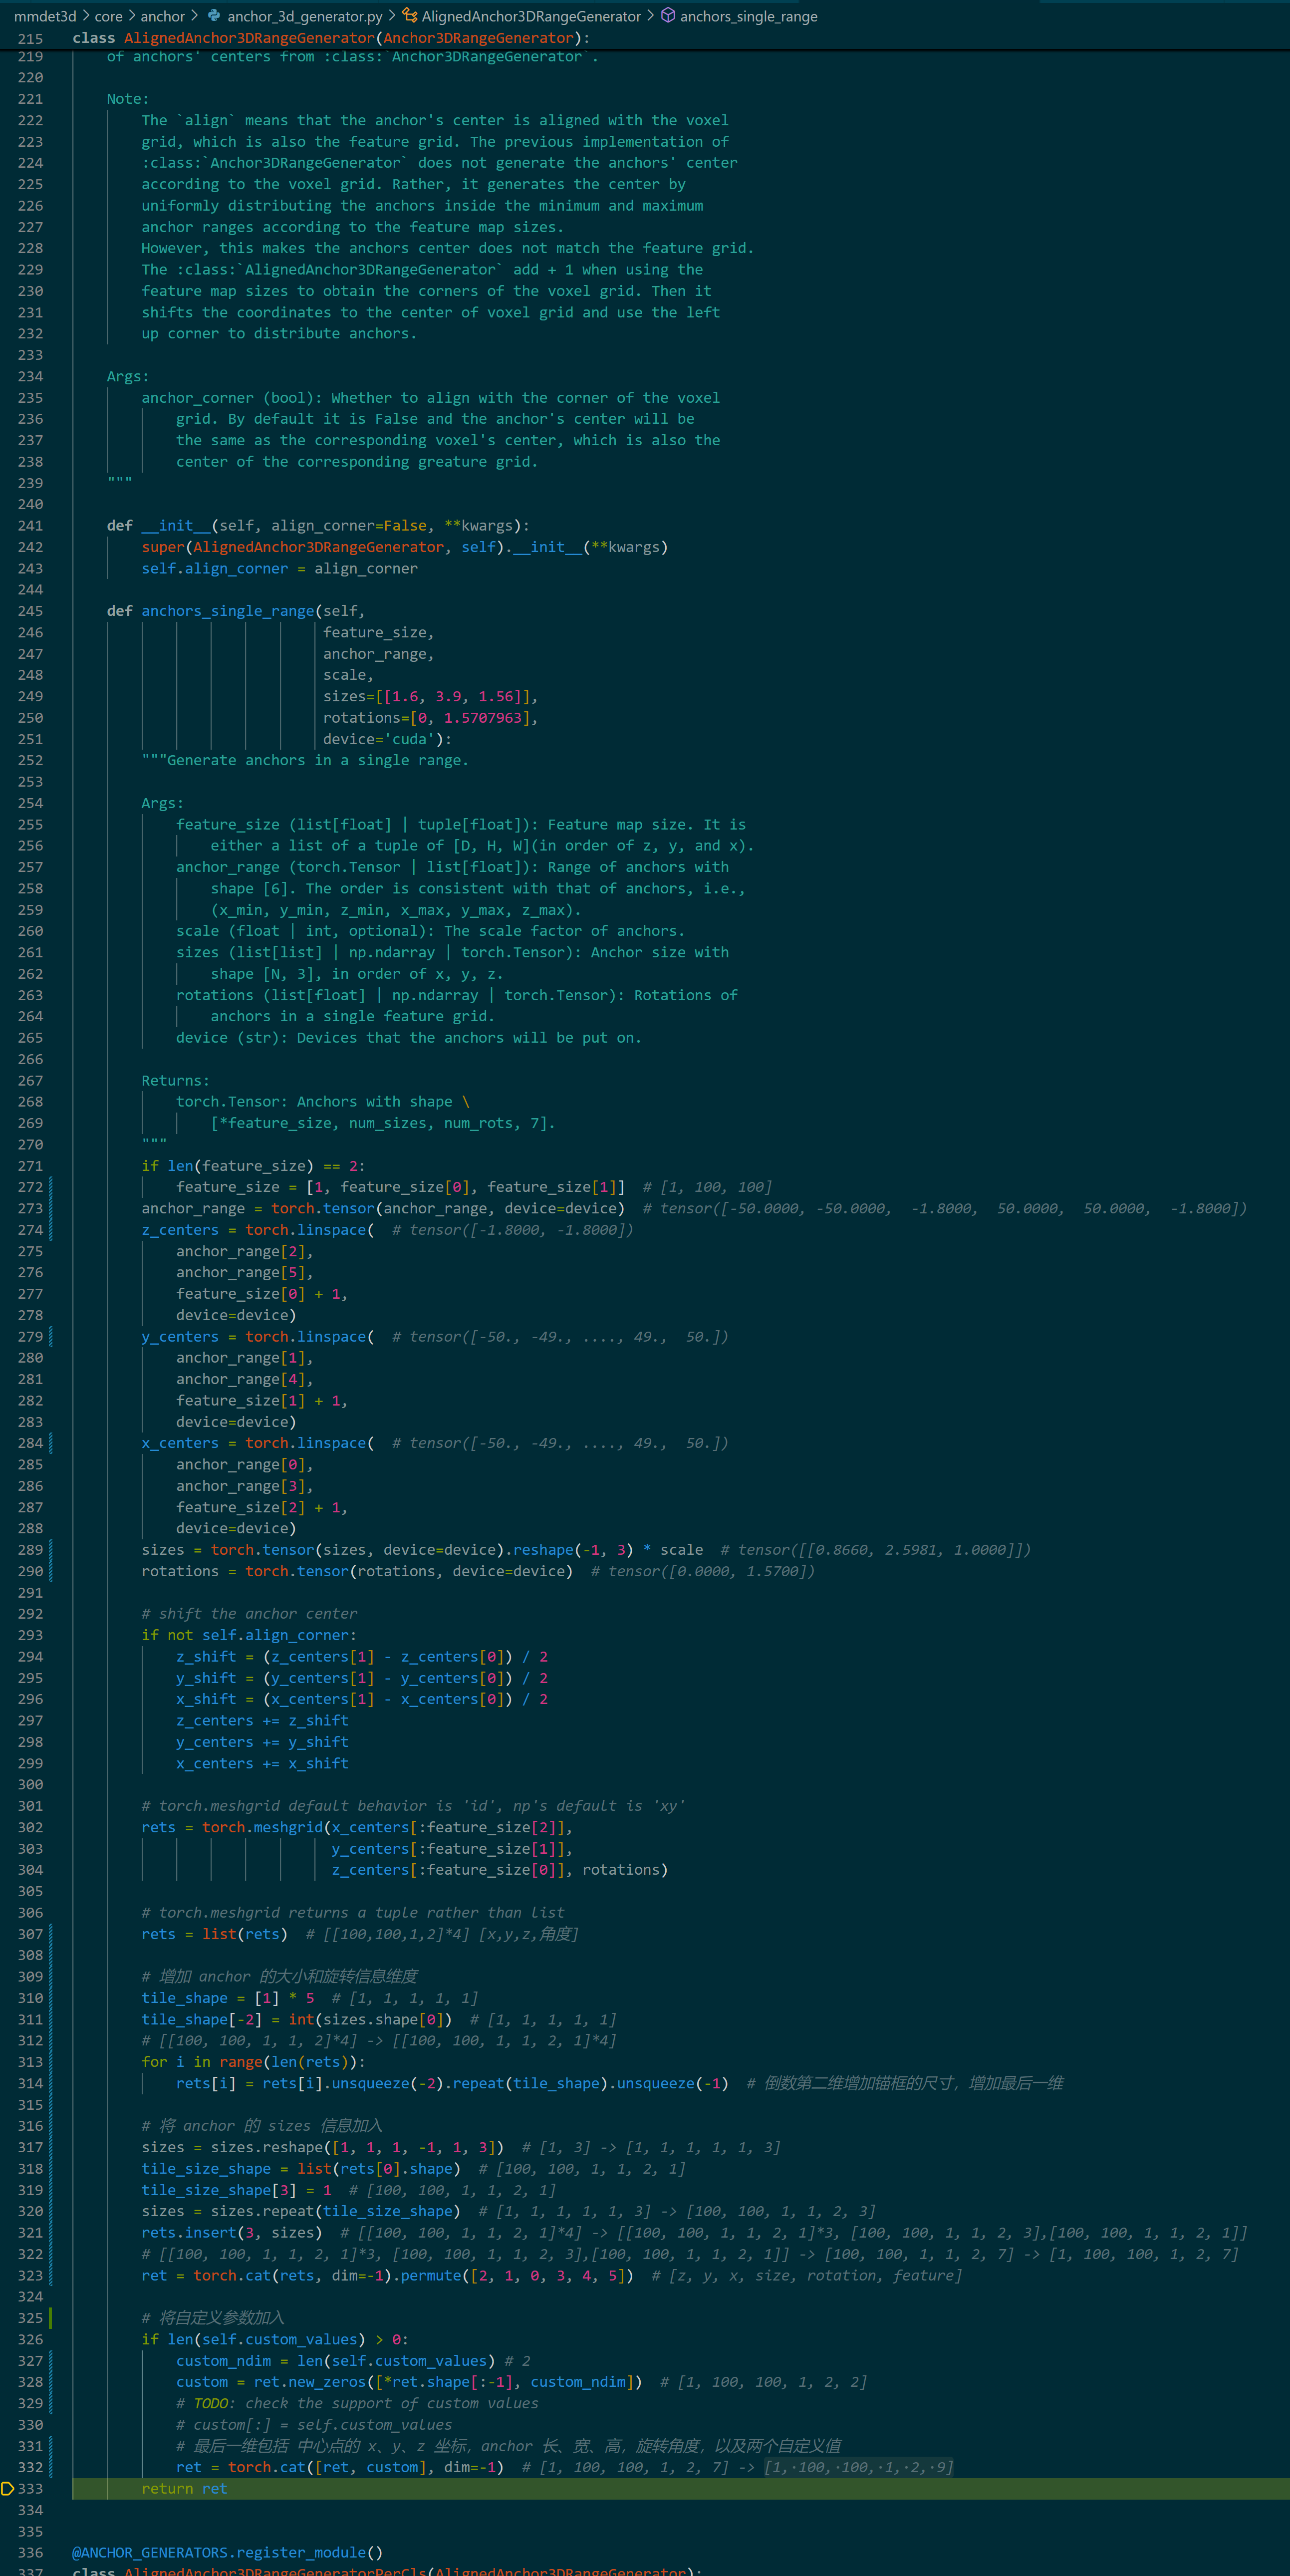 mmdet3d > core > anchor > anchor_3d_generator.py > AlignedAnchor3DRangeGenerator > anchors_single_range
215 class AlignedAnchor3DRangeGenerator(Anchor3DRangeGenerator):
219 of anchors' centers from :class:`Anchor3DRangeGenerator`.
220
221 Note:
222 The `align` means that the anchor's center is aligned with the voxel
223 grid, which is also the feature grid. The previous implementation of
224 :class:`Anchor3DRangeGenerator` does not generate the anchors' center
225 according to the voxel grid. Rather, it generates the center by
226 uniformly distributing the anchors inside the minimum and maximum
227 anchor ranges according to the feature map sizes.
228 However, this makes the anchors center does not match the feature grid.
229 The :class:`AlignedAnchor3DRangeGenerator` add + 1 when using the
230 feature map sizes to obtain the corners of the voxel grid. Then it
231 shifts the coordinates to the center of voxel grid and use the left
232 up corner to distribute anchors.
233
234 Args:
235 anchor_corner (bool): Whether to align with the corner of the voxel
236 grid. By default it is False and the anchor's center will be
237 the same as the corresponding voxel's center, which is also the
238 center of the corresponding greature grid.
239 """
240
241 def __init__(self, align_corner=False, **kwargs):
242 super(AlignedAnchor3DRangeGenerator, self).__init__(**kwargs)
243 self.align_corner = align_corner
244
245 def anchors_single_range(self,
246 feature_size,
247 anchor_range,
248 scale,
249 sizes=[[1.6, 3.9, 1.56]],
250 rotations=[0, 1.5707963],
251 device='cuda'):
252 """Generate anchors in a single range.
253
254 Args:
255 feature_size (list[float] | tuple[float]): Feature map size. It is
256 either a list of a tuple of [D, H, W](in order of z, y, and x).
257 anchor_range (torch.Tensor | list[float]): Range of anchors with
258 shape [6]. The order is consistent with that of anchors, i.e.,
259 (x_min, y_min, z_min, x_max, y_max, z_max).
260 scale (float | int, optional): The scale factor of anchors.
261 sizes (list[list] | np.ndarray | torch.Tensor): Anchor size with
262 shape [N, 3], in order of x, y, z.
263 rotations (list[float] | np.ndarray | torch.Tensor): Rotations of
264 anchors in a single feature grid.
265 device (str): Devices that the anchors will be put on.
266
267 Returns:
268 torch.Tensor: Anchors with shape \
269 [*feature_size, num_sizes, num_rots, 7].
270 """
271 if len(feature_size) == 2:
272 feature_size = [1, feature_size[0], feature_size[1]] # [1, 100, 100]
273 anchor_range = torch.tensor(anchor_range, device=device) # tensor([-50.0000, -50.0000, -1.8000, 50.0000, 50.0000, -1.8000])
274 z_centers = torch.linspace( # tensor([-1.8000, -1.8000])
275 anchor_range[2],
276 anchor_range[5],
277 feature_size[0] + 1,
278 device=device)
279 y_centers = torch.linspace( # tensor([-50., -49., ...., 49., 50.])
280 anchor_range[1],
281 anchor_range[4],
282 feature_size[1] + 1,
283 device=device)
284 x_centers = torch.linspace( # tensor([-50., -49., ...., 49., 50.])
285 anchor_range[0],
286 anchor_range[3],
287 feature_size[2] + 1,
288 device=device)
289 sizes = torch.tensor(sizes, device=device).reshape(-1, 3) * scale # tensor([[0.8660, 2.5981, 1.0000]])
290 rotations = torch.tensor(rotations, device=device) # tensor([0.0000, 1.5700])
291
292 # shift the anchor center
293 if not self.align_corner:
294 z_shift = (z_centers[1] - z_centers[0]) / 2
295 y_shift = (y_centers[1] - y_centers[0]) / 2
296 x_shift = (x_centers[1] - x_centers[0]) / 2
297 z_centers += z_shift
298 y_centers += y_shift
299 x_centers += x_shift
300
301 # torch.meshgrid default behavior is 'id', np's default is 'xy'
302 rets = torch.meshgrid(x_centers[:feature_size[2]],
303 y_centers[:feature_size[1]],
304 z_centers[:feature_size[0]], rotations)
305
306 # torch.meshgrid returns a tuple rather than list
307 rets = list(rets) # [[100,100,1,2]*4] [x,y,z,角度]
308
309 # 增加 anchor 的大小和旋转信息维度
310 tile_shape = [1] * 5 # [1, 1, 1, 1, 1]
311 tile_shape[-2] = int(sizes.shape[0]) # [1, 1, 1, 1, 1]
312 # [[100, 100, 1, 1, 2]*4] -> [[100, 100, 1, 1, 2, 1]*4]
313 for i in range(len(rets)):
314 rets[i] = rets[i].unsqueeze(-2).repeat(tile_shape).unsqueeze(-1) # 倒数第二维增加锚框的尺寸，增加最后一维
315
316 # 将 anchor 的 sizes 信息加入
317 sizes = sizes.reshape([1, 1, 1, -1, 1, 3]) # [1, 3] -> [1, 1, 1, 1, 1, 3]
318 tile_size_shape = list(rets[0].shape) # [100, 100, 1, 1, 2, 1]
319 tile_size_shape[3] = 1 # [100, 100, 1, 1, 2, 1]
320 sizes = sizes.repeat(tile_size_shape) # [1, 1, 1, 1, 1, 3] -> [100, 100, 1, 1, 2, 3]
321 rets.insert(3, sizes) # [[100, 100, 1, 1, 2, 1]*4] -> [[100, 100, 1, 1, 2, 1]*3, [100, 100, 1, 1, 2, 3],[100, 100, 1, 1, 2, 1]]
322 # [[100, 100, 1, 1, 2, 1]*3, [100, 100, 1, 1, 2, 3],[100, 100, 1, 1, 2, 1]] -> [100, 100, 1, 1, 2, 7] -> [1, 100, 100, 1, 2, 7]
323 ret = torch.cat(rets, dim=-1).permute([2, 1, 0, 3, 4, 5]) # [z, y, x, size, rotation, feature]
324
325 # 将自定义参数加入
326 if len(self.custom_values) > 0:
327 custom_ndim = len(self.custom_values) # 2
328 custom = ret.new_zeros([*ret.shape[:-1], custom_ndim]) # [1, 100, 100, 1, 2, 2]
329 # TODO: check the support of custom values
330 # custom[:] = self.custom_values
331 # 最后一维包括 中心点的 x、y、z 坐标，anchor 长、宽、高，旋转角度，以及两个自定义值
332 ret = torch.cat([ret, custom], dim=-1) # [1, 100, 100, 1, 2, 7] -> [1,·100,·100,·1,·2,·9]
333 return ret
334
335
336 @ANCHOR_GENERATORS.register_module()
337 class AlignedAnchor3DRangeGeneratorPerCls(AlignedAnchor3DRangeGenerator):